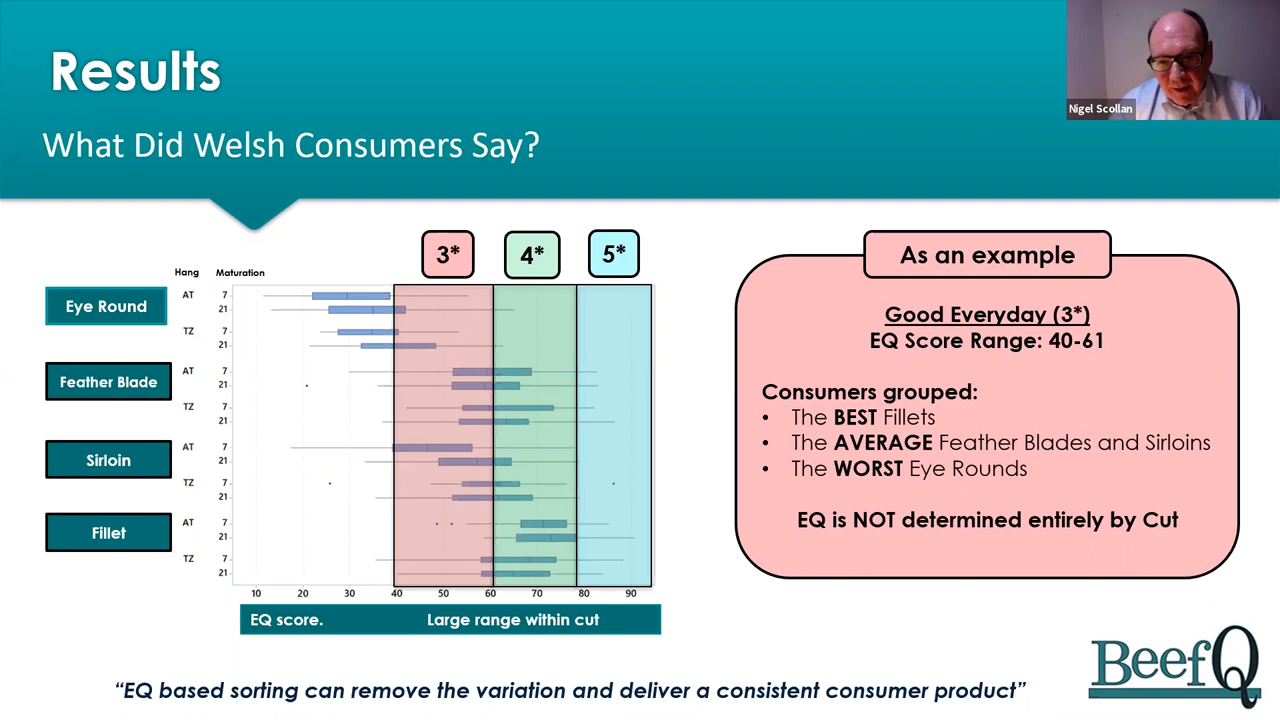 Results
What Did Welsh Consumers Say?
Nigel Scollan
3*
4*
5*
Hang Maturation
Eye Round
AT 7
21
TZ 7
21
Feather Blade
AT 7
21
TZ 7
21
Sirloin
AT 7
21
TZ 7
21
Fillet
AT 7
21
TZ 7
21
10 20 30 40 50 60 70 80 90
EQ score. Large range within cut
As an example
Good Everyday (3*)
EQ Score Range: 40-61
Consumers grouped:
• The BEST Fillets
• The AVERAGE Feather Blades and Sirloins
• The WORST Eye Rounds
EQ is NOT determined entirely by Cut
“EQ based sorting can remove the variation and deliver a consistent consumer product”
BeefQ